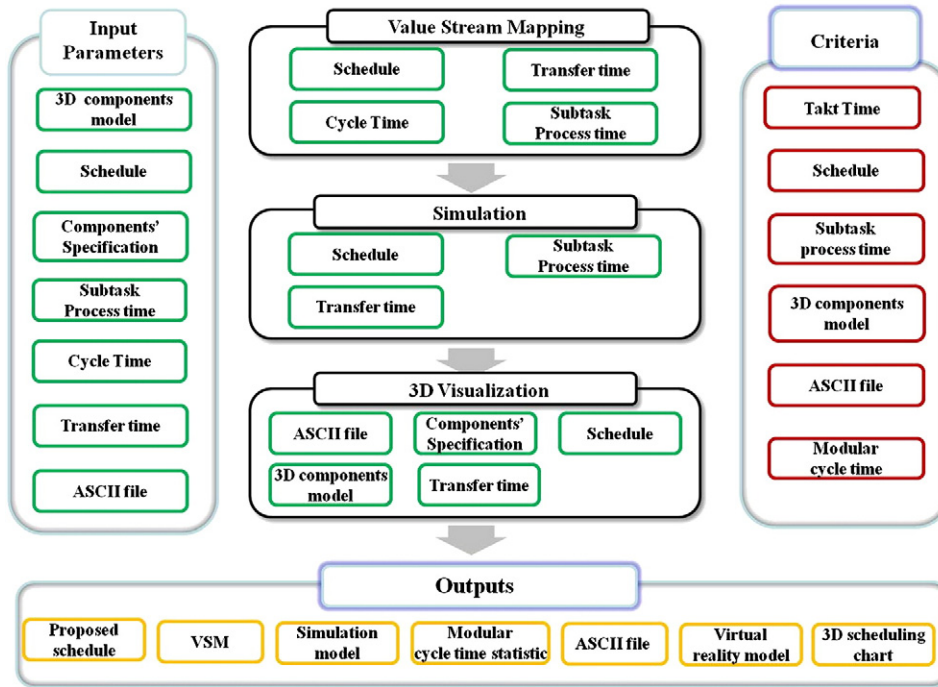 Input
Parameters
3D components
model
Schedule
Components'
Specification
Subtask
Process time
Cycle Time
Transfer time
ASCII file
Value Stream Mapping
Schedule
Transfer time
Cycle Time
Subtask
Process time
Simulation
Schedule
Subtask
Process time
Transfer time
3D Visualization
ASCII file
Components'
Specification
Schedule
3D components
model
Transfer time
Criteria
Takt Time
Schedule
Subtask
process time
3D components
model
ASCII file
Modular
cycle time
Outputs
Proposed
schedule
VSM
Simulation
model
Modular
cycle time statistic
ASCII file
Virtual
reality model
3D scheduling
chart